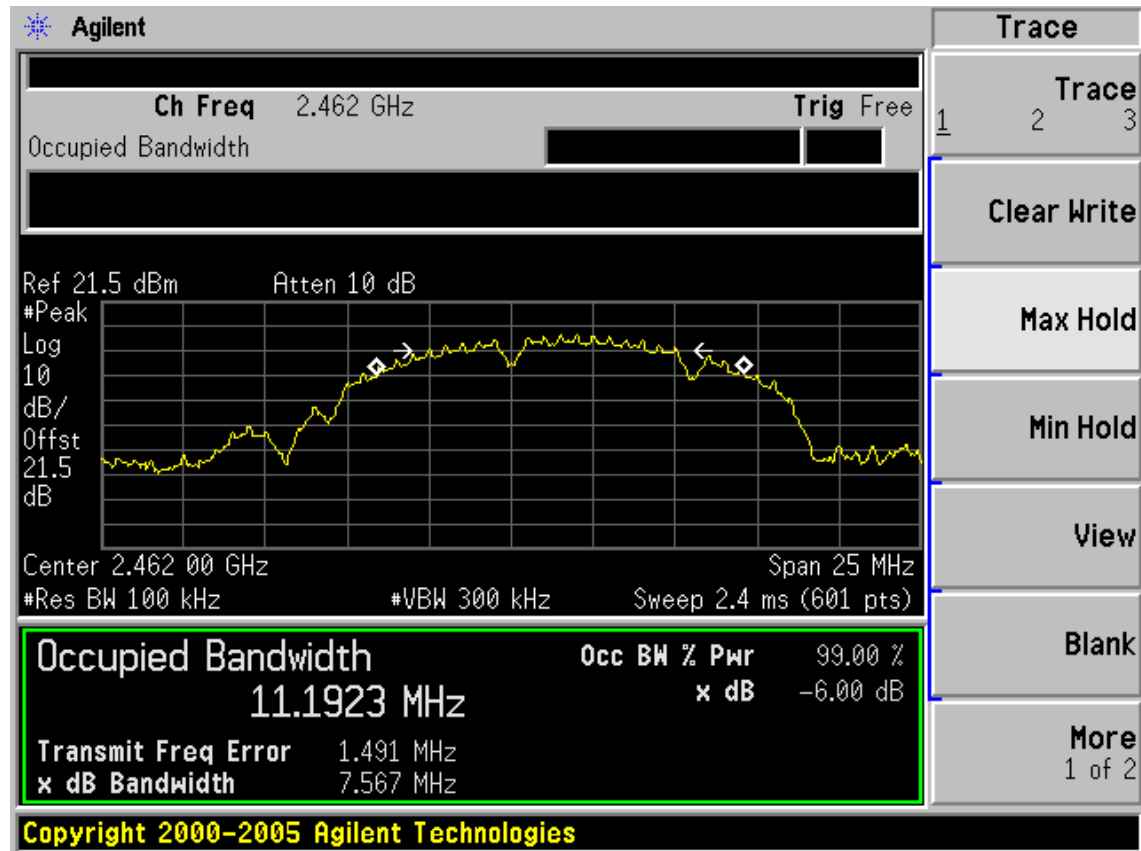 Agilent
Trace
Ch Freq 2.462 GHz Trig Free
Occupied Bandwidth
Trace
1 2 3
Clear Write
Max Hold
Min Hold
View
Blank
More
1 of 2
Ref 21.5 dBm Atten 10 dB
#Peak
Log
10
dB/
Offst
21.5
dB
Center 2.462 00 GHz Span 25 MHz
#Res BW 100 kHz #VBW 300 kHz Sweep 2.4 ms (601 pts)
Occupied Bandwidth
11.1923 MHz
Occ BW % Pwr 99.00 %
x dB -6.00 dB
Transmit Freq Error 1.491 MHz
x dB Bandwidth 7.567 MHz
Copyright 2000-2005 Agilent Technologies